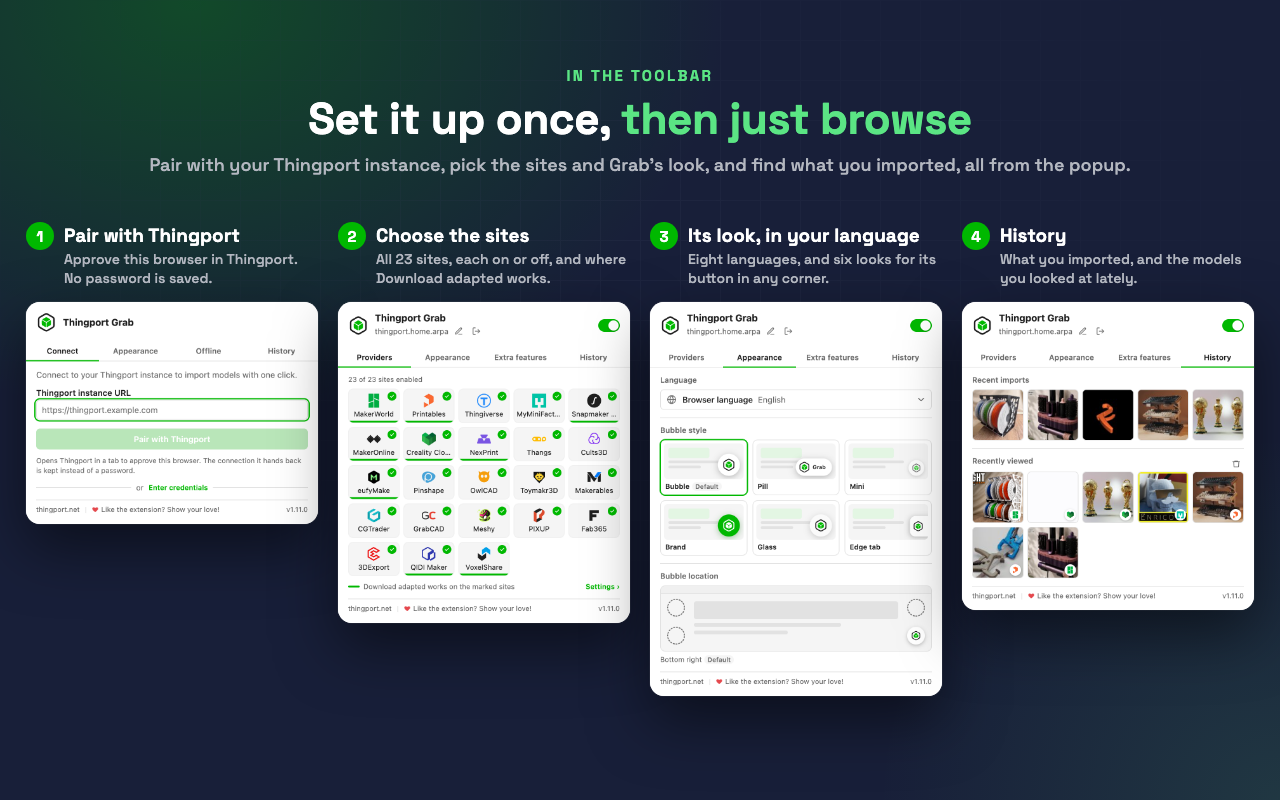 IN THE TOOLBAR
Set it up once, then just browse
Pair with your Thingport instance, pick the sites and Grab's look, and find what you imported, all from the popup.
1 Pair with Thingport
Approve this browser in Thingport.
No password is saved.
Thingport Grab
Connect Appearance Offline History
Connect to your Thingport instance to import models with one click.
Thingport instance URL
https://thingport.example.com
Pair with Thingport
Opens Thingport in a tab to approve this browser. The connection it hands back
is kept instead of a password.
or Enter credentials
thingport.net | Like the extension? Show your love! v1.11.0
2 Choose the sites
All 23 sites, each on or off, and where
Download adapted works.
Thingport Grab
thingport.home.arpa
Providers Appearance Extra features History
23 of 23 sites enabled
MakerWorld Printables Thingiverse MyMiniFact... Snapmaker ...
MakerOnline Creality Clo... NexPrint Thangs Cults3D
eufyMake Pinshape OwlCAD Toymakr3D Makerables
CGTrader GrabCAD Meshy PIXUP Fab365
3DExport QIDI Maker VoxelShare
Download adapted works on the marked sites Settings ›
thingport.net | Like the extension? Show your love! v1.11.0
3 Its look, in your language
Eight languages, and six looks for its
button in any corner.
Thingport Grab
thingport.home.arpa
Providers Appearance Extra features History
Language
Browser language English
Bubble style
Grab
Bubble Default Pill Mini
Brand Glass Edge tab
Bubble location
Bottom right Default
thingport.net | Like the extension? Show your love! v1.11.0
4 History
What you imported, and the models
you looked at lately.
Thingport Grab
thingport.home.arpa
Providers Appearance Extra features History
Recent imports
Recently viewed
GHT
ENRICO
thingport.net | Like the extension? Show your love! v1.11.0